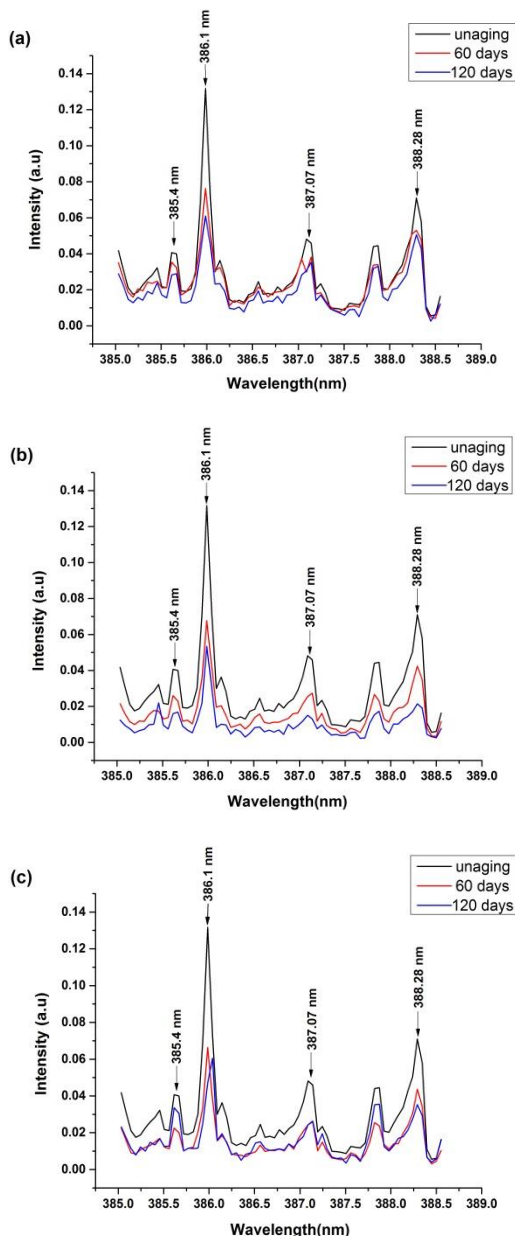 (a)
unaging
60 days
120 days
385.4 nm
386.1 nm
387.07 nm
388.28 nm
Intensity (a.u)
0.14
0.12
0.10
0.08
0.06
0.04
0.02
0.00
385.0 385.5 386.0 386.5 387.0 387.5 388.0 388.5 389.0
Wavelength(nm)
(b)
unaging
60 days
120 days
385.4 nm
386.1 nm
387.07 nm
388.28 nm
Intensity (a.u)
0.14
0.12
0.10
0.08
0.06
0.04
0.02
0.00
385.0 385.5 386.0 386.5 387.0 387.5 388.0 388.5 389.0
Wavelength(nm)
(c)
unaging
60 days
120 days
385.4 nm
386.1 nm
387.07 nm
388.28 nm
Intensity (a.u)
0.14
0.12
0.10
0.08
0.06
0.04
0.02
0.00
385.0 385.5 386.0 386.5 387.0 387.5 388.0 388.5 389.0
Wavelength(nm)